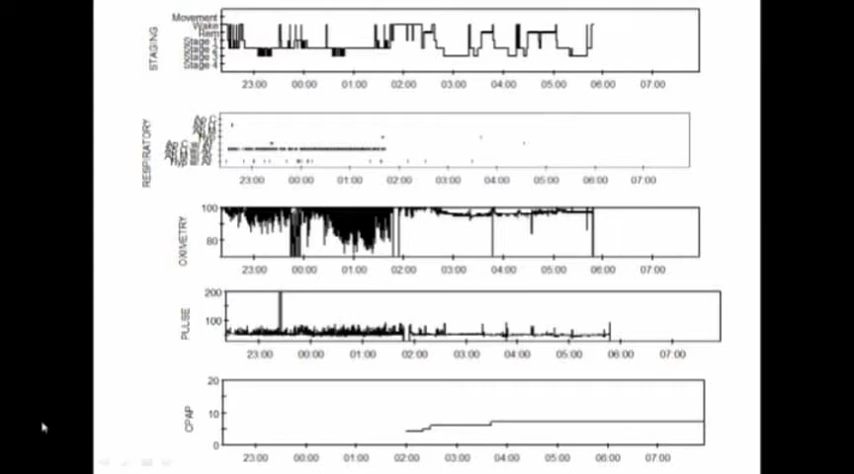 STAGING
Movement
Wake
Rem
Stage 1
Stage 4
23:00 00:00 01:00 02:00 03:00 04:00 05:00 06:00 07:00
RESPIRATORY
23:00 00:00 01:00 02:00 03:00 04:00 05:00 06:00 07:00
OXIMETRY
100
80
23:00 00:00 01:00 02:00 03:00 04:00 05:00 06:00 07:00
PULSE
200
100
23:00 00:00 01:00 02:00 03:00 04:00 05:00 06:00 07:00
CPAP
20
10
0
23:00 00:00 01:00 02:00 03:00 04:00 05:00 06:00 07:00